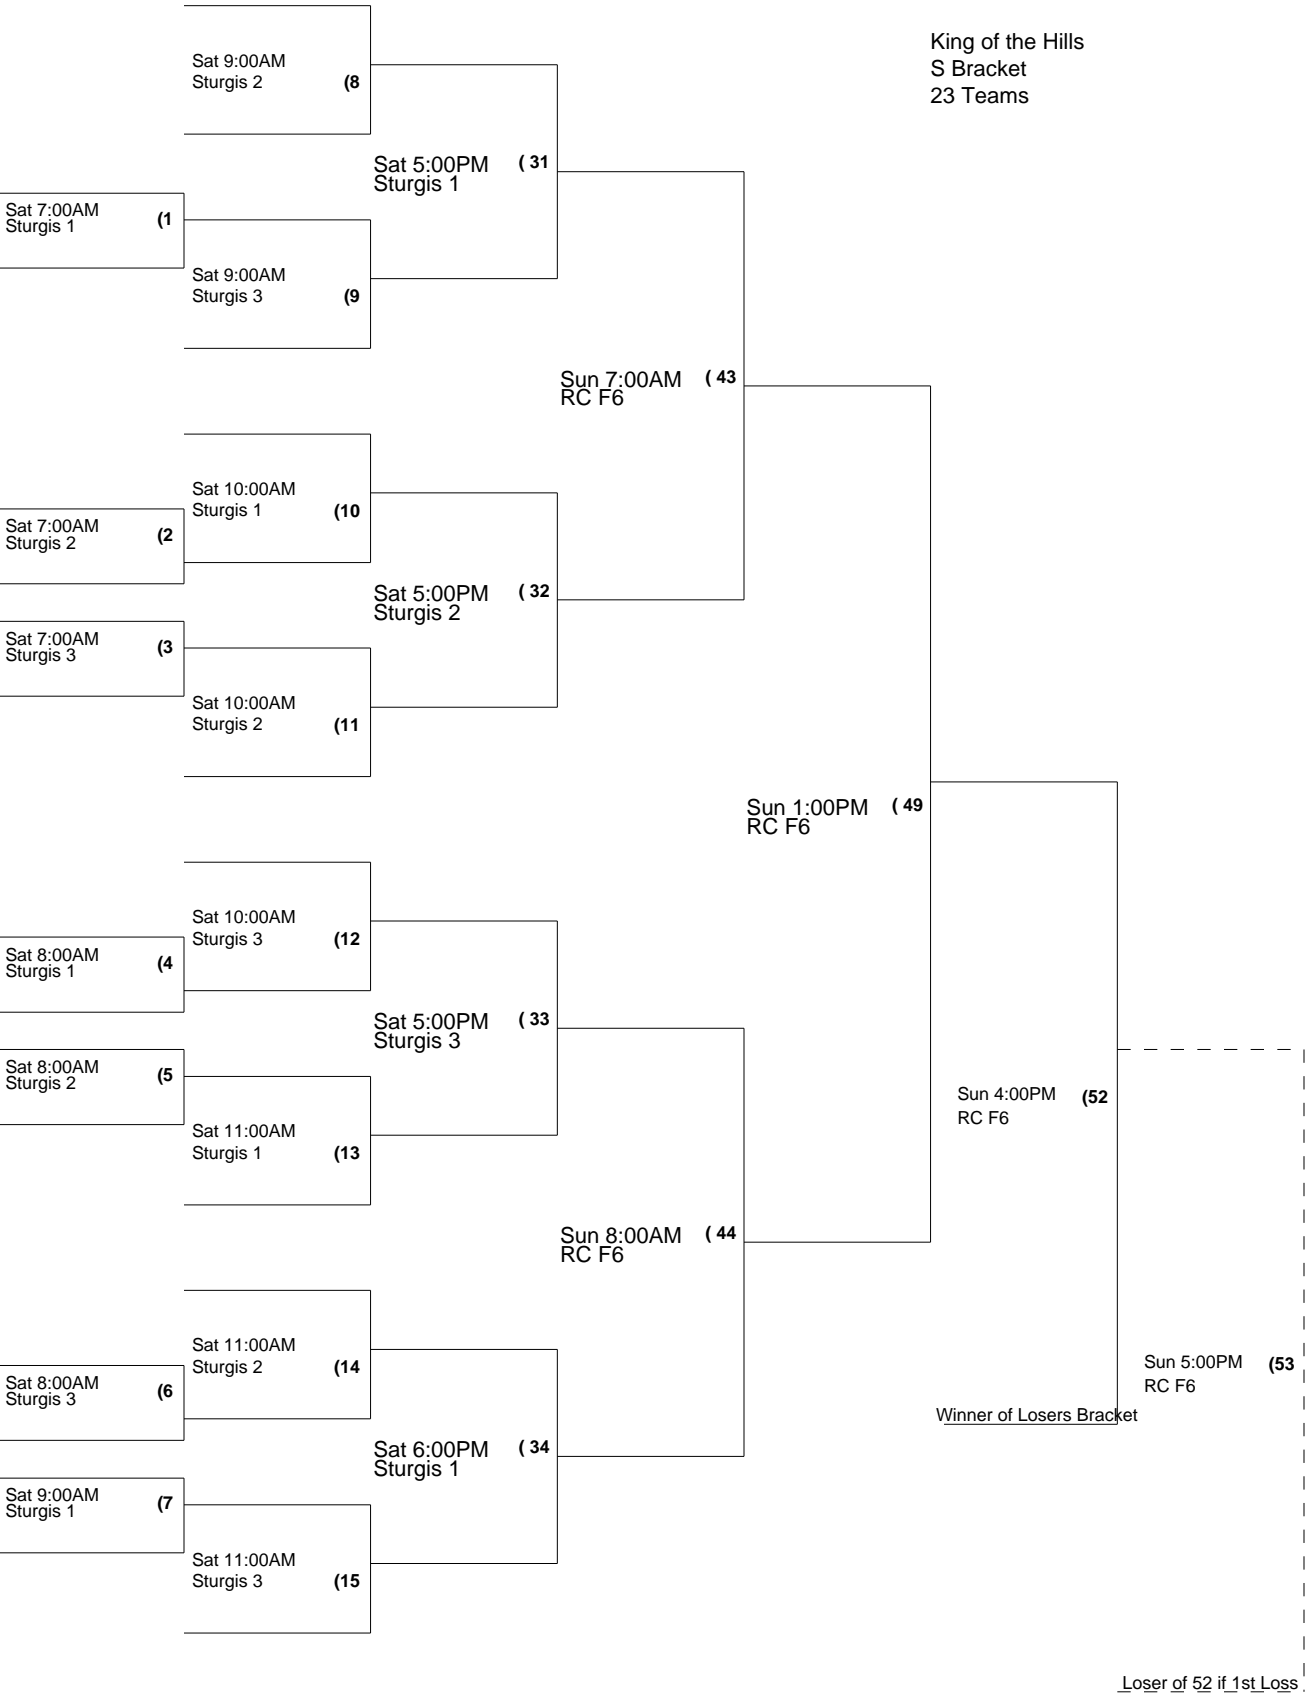 King of the Hills
S Bracket
23 Teams
Sat 9:00AM
Sturgis 2 (8
Sat 5:00PM ( 31
Sturgis 1
Sat 7:00AM
Sturgis 1 (1
Sat 9:00AM
Sturgis 3 (9
Sun 7:00AM ( 43
RC F6
Sat 10:00AM
Sturgis 1 (10
Sat 7:00AM
Sturgis 2 (2
Sat 5:00PM ( 32
Sturgis 2
Sat 7:00AM
Sturgis 3 (3
Sat 10:00AM
Sturgis 2 (11
Sun 1:00PM ( 49
RC F6
Sat 10:00AM
Sturgis 3 (12
Sat 8:00AM
Sturgis 1 (4
Sat 5:00PM ( 33
Sturgis 3
Sat 8:00AM
Sturgis 2 (5
Sun 4:00PM (52
RC F6
Sat 11:00AM
Sturgis 1 (13
Sun 8:00AM ( 44
RC F6
Sat 11:00AM
Sturgis 2 (14
Sun 5:00PM (53
RC F6
Sat 8:00AM
Sturgis 3 (6
Winner of Losers Bracket
Sat 6:00PM ( 34
Sturgis 1
Sat 9:00AM
Sturgis 1 (7
Sat 11:00AM
Sturgis 3 (15
Loser of 52 if 1st Loss